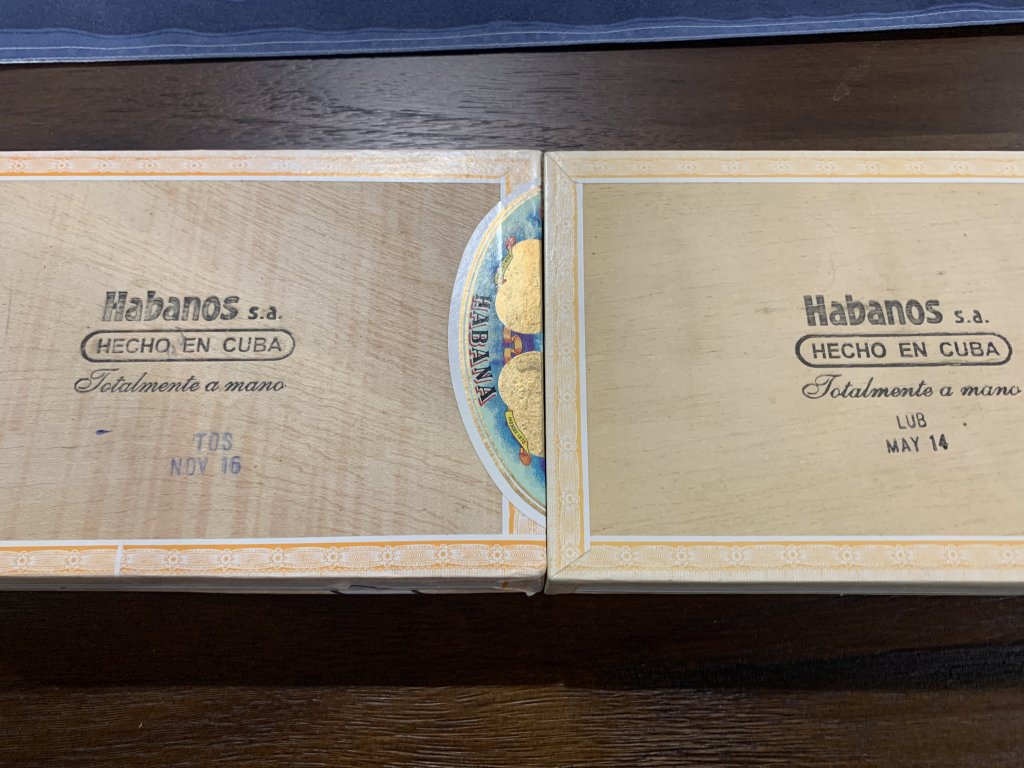 Habanos s.a.
HECHO EN CUBA
Totalmente a mano
TOS
NOV 16
HABANA
Habanos s.a.
HECHO EN CUBA
Totalmente a mano
LUB
MAY 14